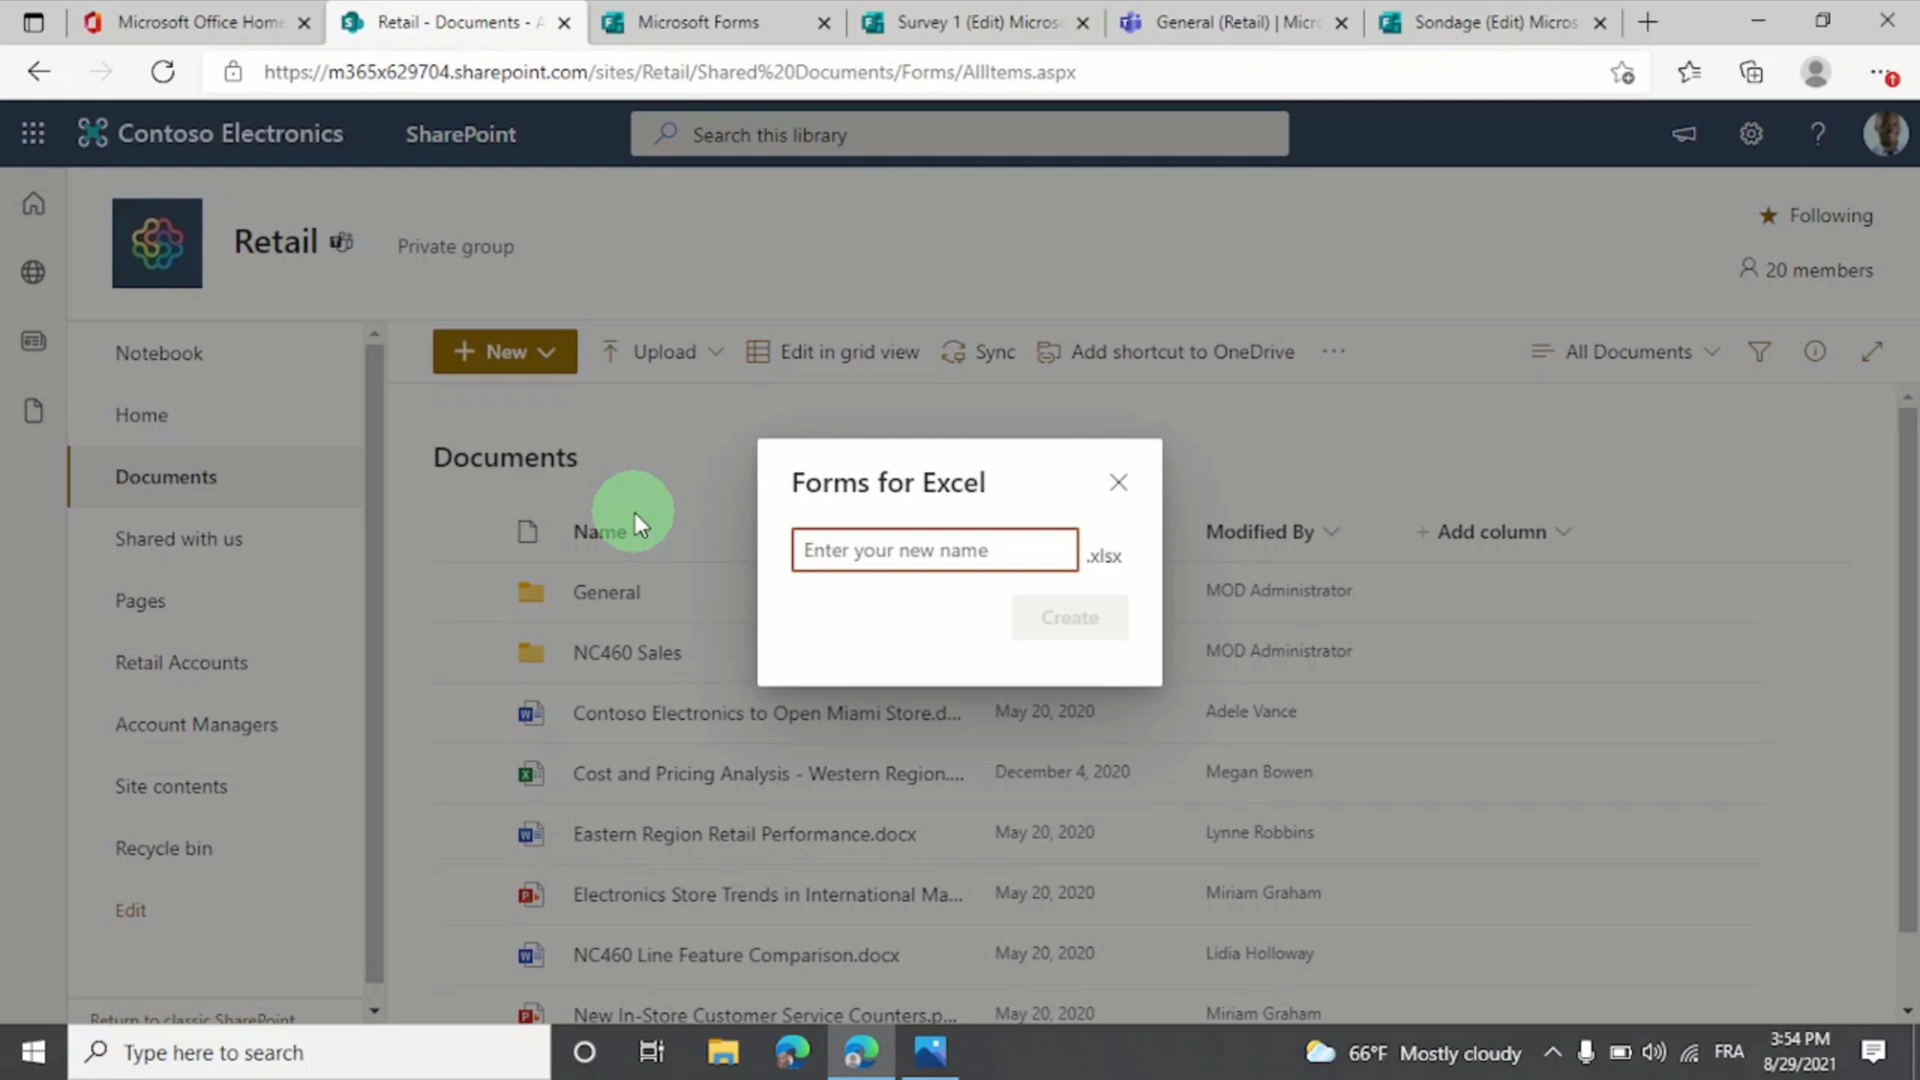 Microsoft Office Home
Retail - Documents - A
Microsoft Forms
Survey 1 (Edit) Micros
General (Retail) | Micr
Sondage (Edit) Micros
https://m365x629704.sharepoint.com/sites/Retail/Shared%20Documents/Forms/AllItems.aspx
Contoso Electronics
SharePoint
Search this library
Retail
Private group
Following
20 members
Notebook
Home
Documents
Shared with us
Pages
Retail Accounts
Account Managers
Site contents
Recycle bin
Edit
Return to classic SharePoint
New
Upload
Edit in grid view
Sync
Add shortcut to OneDrive
All Documents
Documents
Name
Modified By
Add column
General
MOD Administrator
NC460 Sales
MOD Administrator
Contoso Electronics to Open Miami Store.d...
May 20, 2020
Adele Vance
Cost and Pricing Analysis - Western Region....
December 4, 2020
Megan Bowen
Eastern Region Retail Performance.docx
May 20, 2020
Lynne Robbins
Electronics Store Trends in International Ma...
May 20, 2020
Miriam Graham
NC460 Line Feature Comparison.docx
May 20, 2020
Lidia Holloway
New In-Store Customer Service Counters.p...
May 20, 2020
Miriam Graham
Forms for Excel
Enter your new name
.xlsx
Create
Type here to search
66°F Mostly cloudy
FRA
3:54 PM
8/29/2021